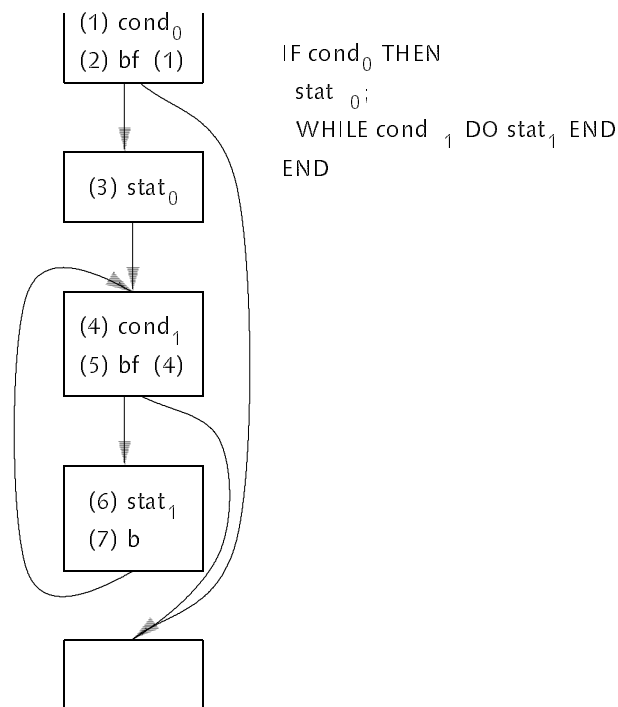 (1) cond0
(2) bf (1)
(3) stat0
(4) cond1
(5) bf (4)
(6) stat1
(7) b
IF cond0 THEN
stat 0;
WHILE cond 1 DO stat1 END
END